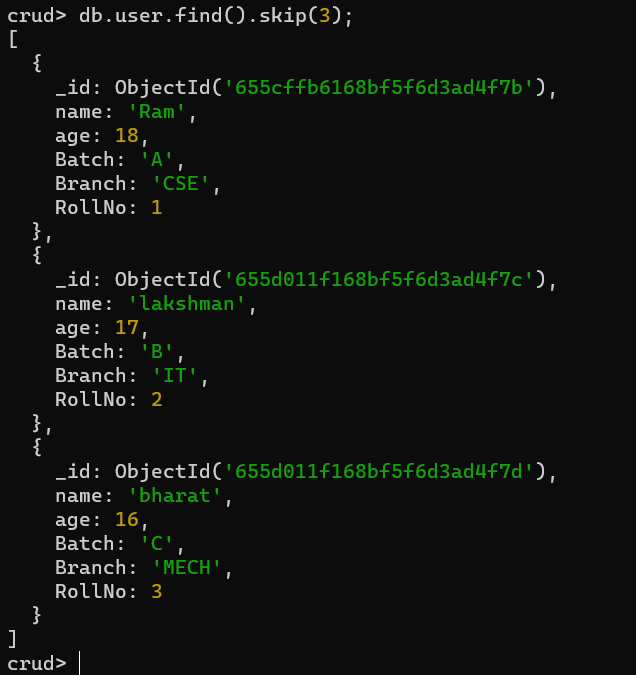 crud> db.user.find().skip(3);
[
  {
    _id: ObjectId('655cffb6168bf5f6d3ad4f7b'),
    name: 'Ram',
    age: 18,
    Batch: 'A',
    Branch: 'CSE',
    RollNo: 1
  },
  {
    _id: ObjectId('655d011f168bf5f6d3ad4f7c'),
    name: 'lakshman',
    age: 17,
    Batch: 'B',
    Branch: 'IT',
    RollNo: 2
  },
  {
    _id: ObjectId('655d011f168bf5f6d3ad4f7d'),
    name: 'bharat',
    age: 16,
    Batch: 'C',
    Branch: 'MECH',
    RollNo: 3
  }
]
crud>